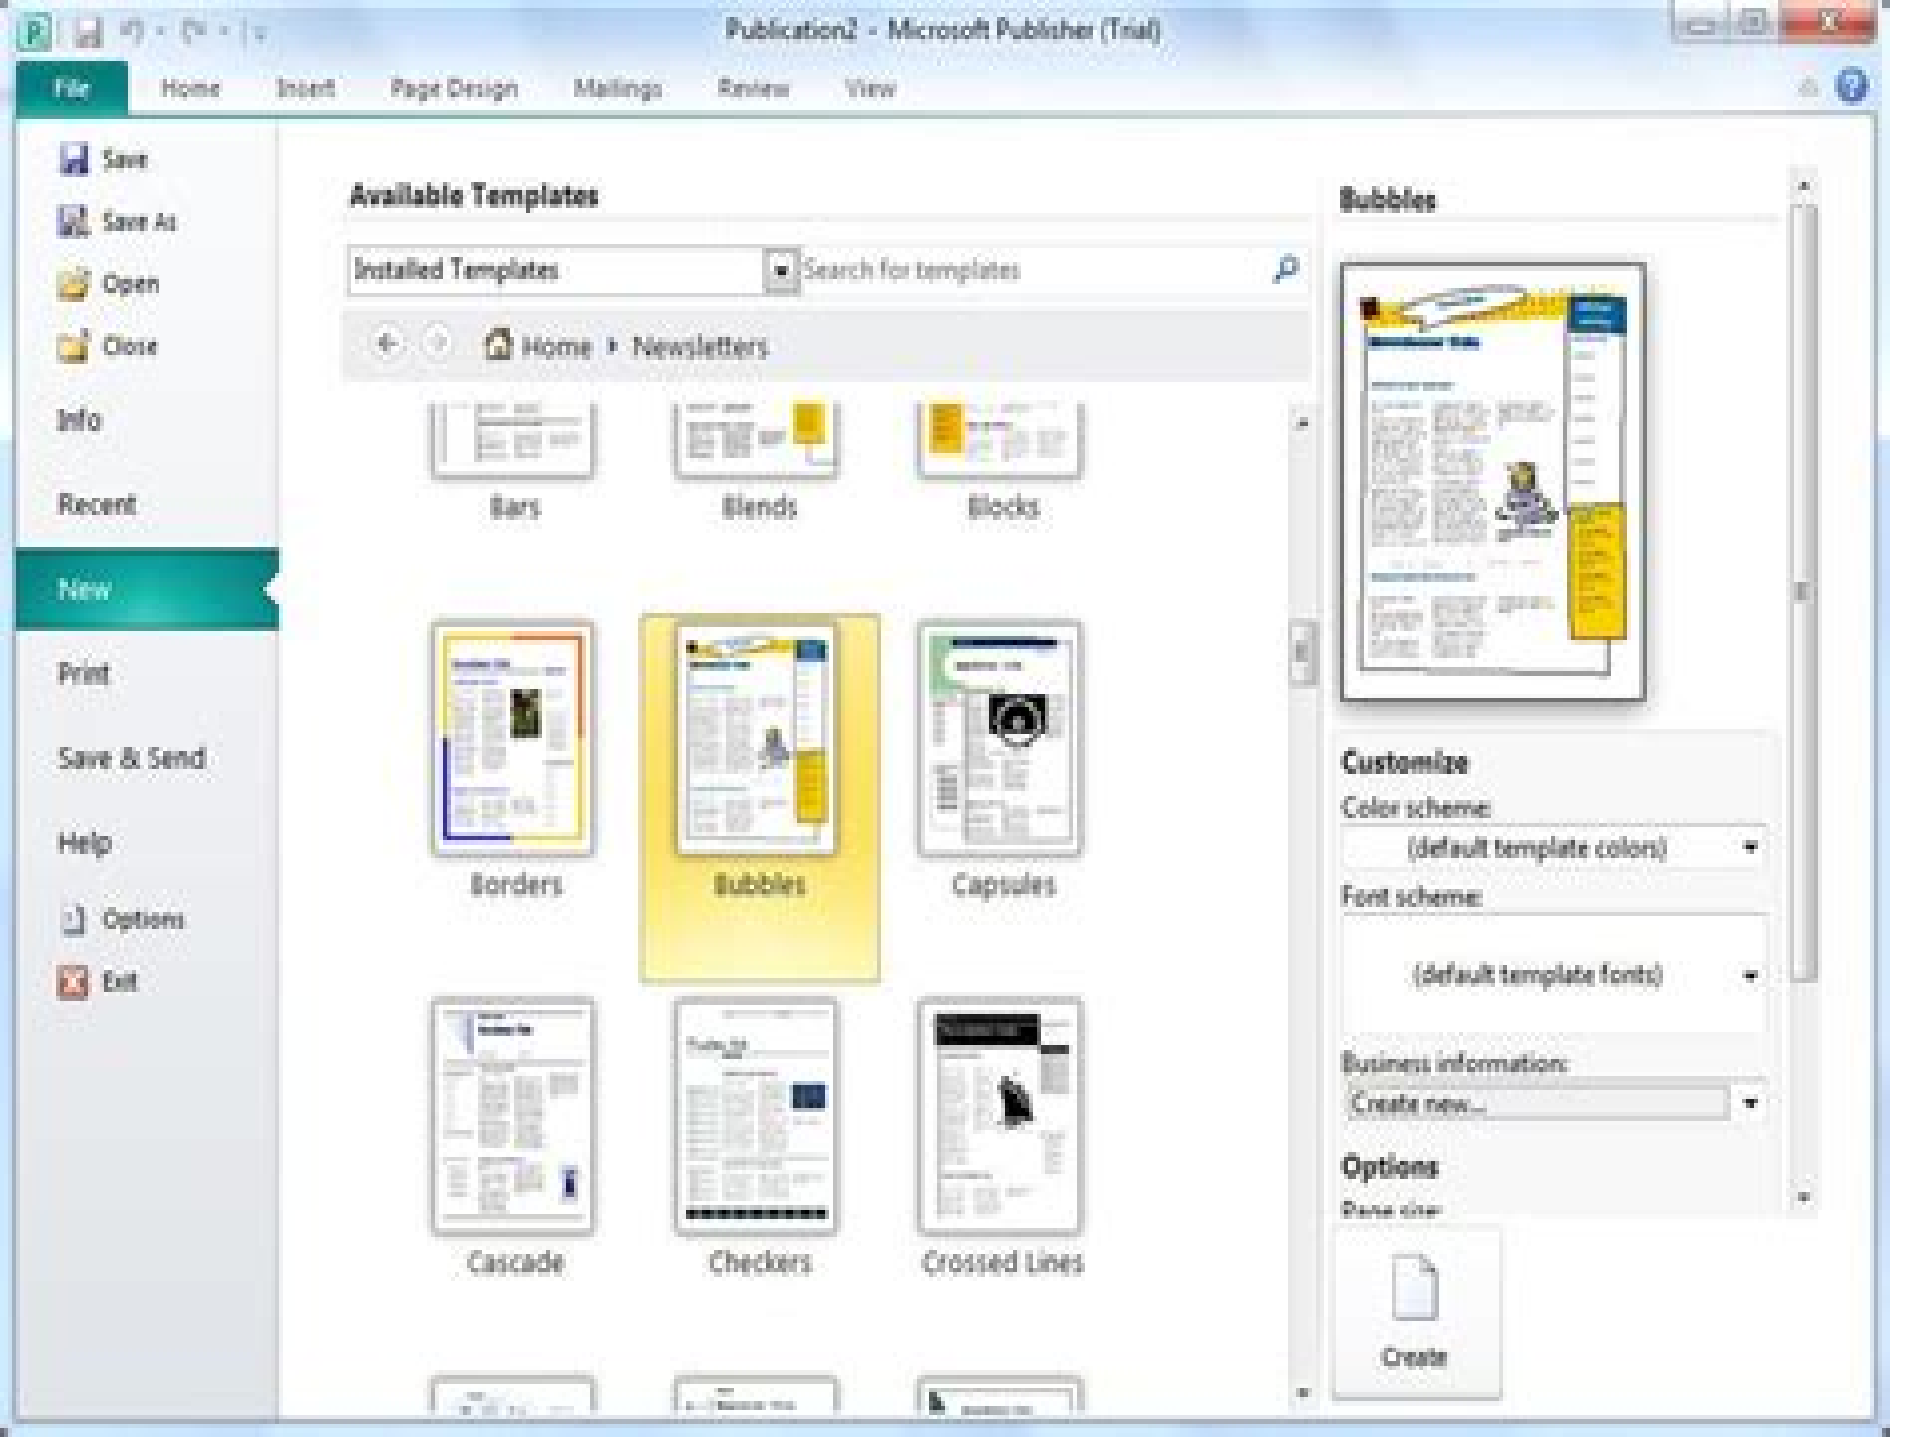 Publication2 - Microsoft Publisher (Trial)
File Home Insert Page Design Mailings Review View
Save
Save As
Open
Close
Info
Recent
New
Print
Save & Send
Help
Options
Exit
Available Templates
Installed Templates
Search for templates
Home Newsletters
Bars Blends Blocks
Borders Bubbles Capsules
Cascade Checkers Crossed Lines
Bubbles
Customize
Color scheme:
(default template colors)
Font scheme:
(default template fonts)
Business information:
Create new...
Options
Page size:
Create